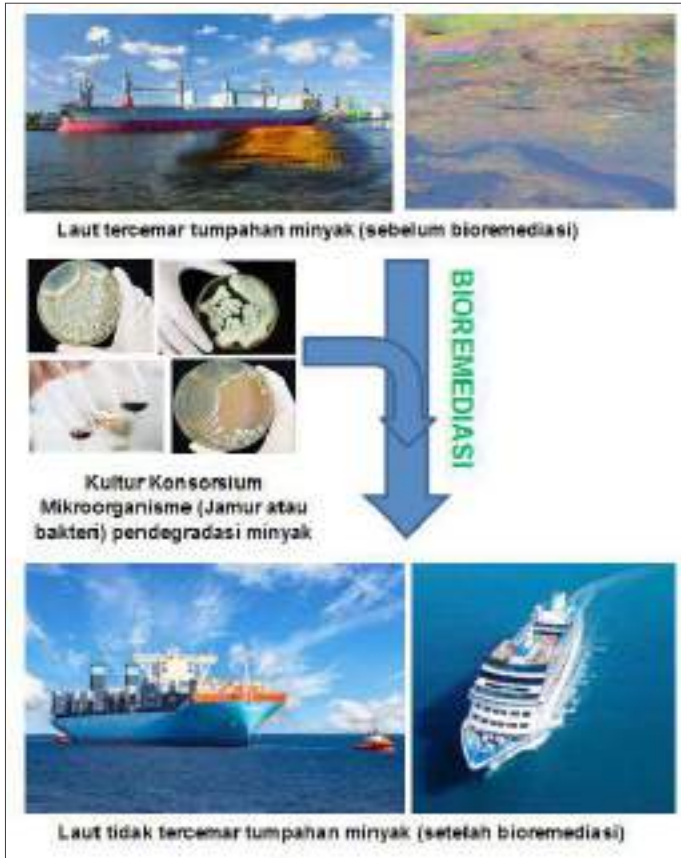 Laut tercemar tumpahan minyak (sebelum bioremediasi)
BIOREMEDIASI
Kultur Konsorsium
Mikroorganisme (Jamur atau
bakteri) pendegradasi minyak
Laut tidak tercemar tumpahan minyak (setelah bioremediasi)